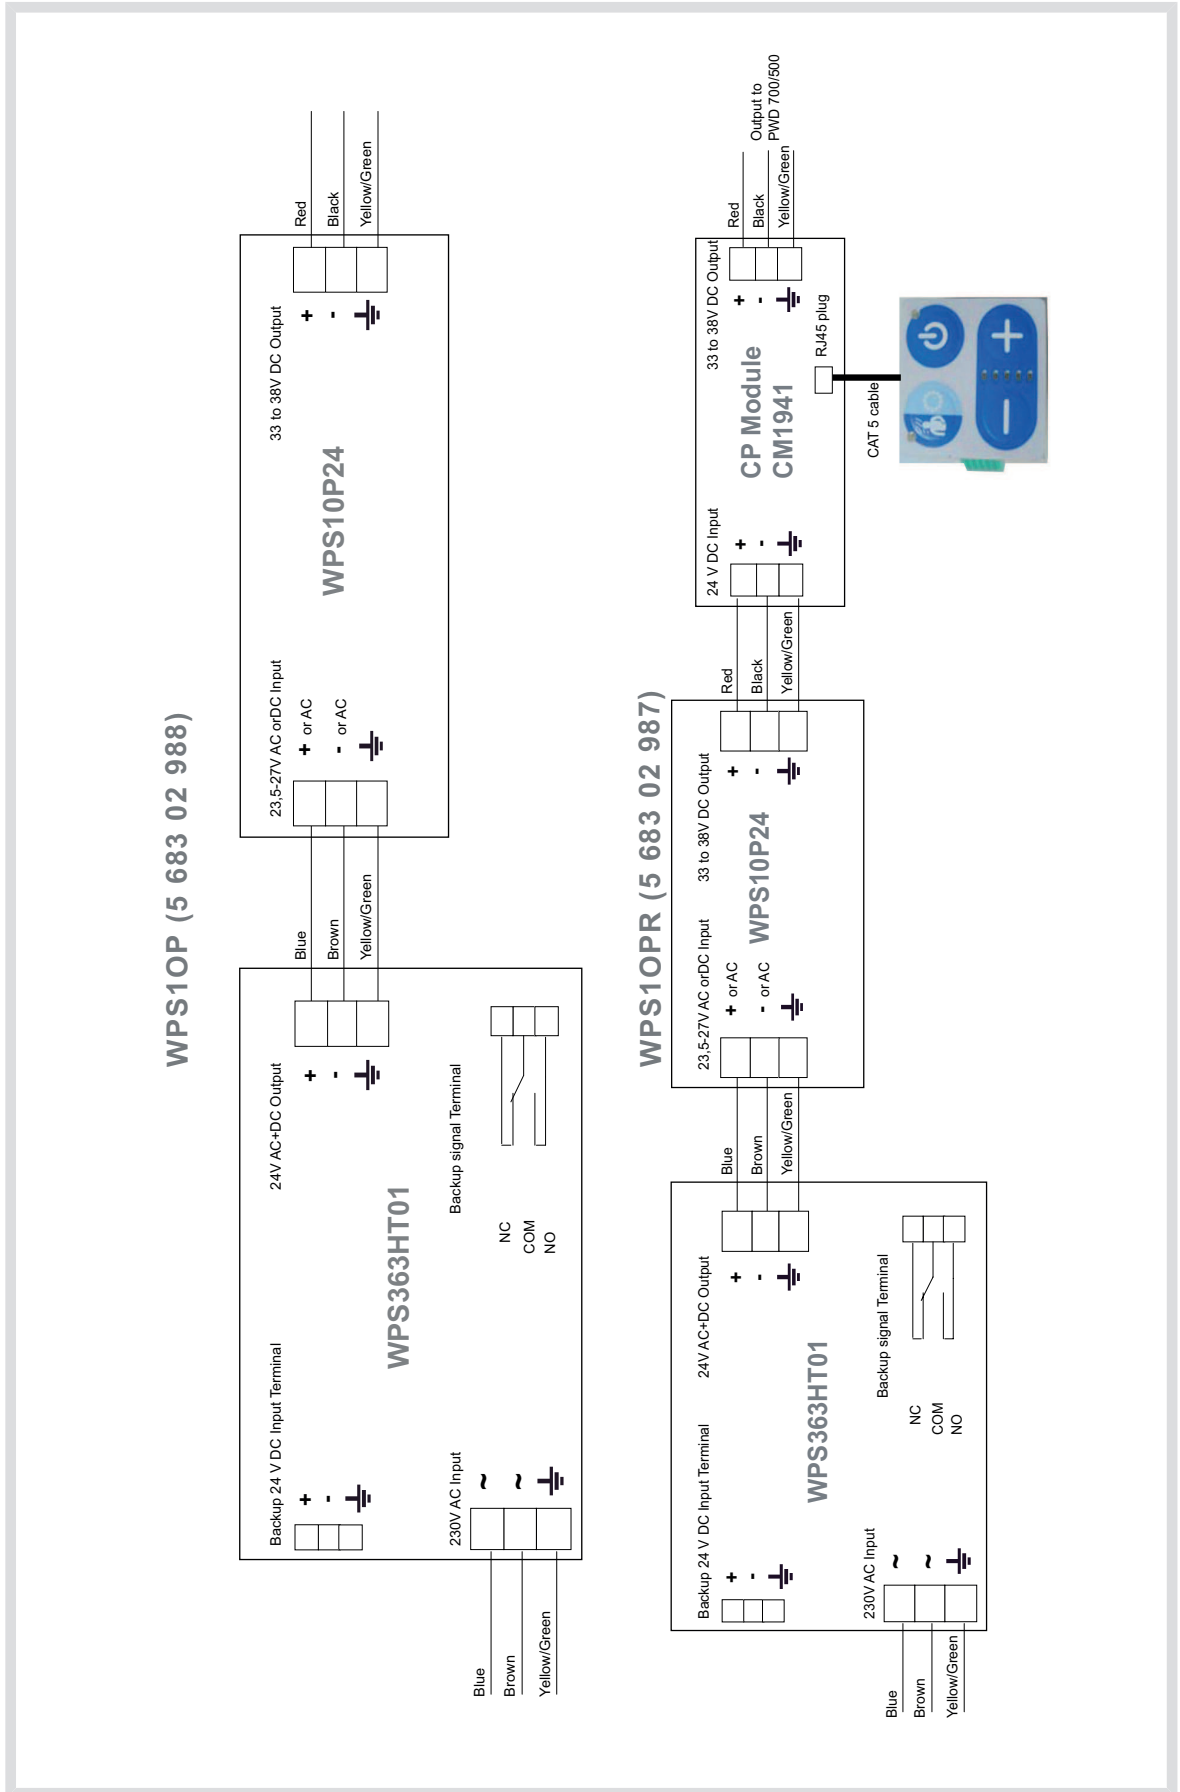 WPS1OP (5 683 02 988)
Backup 24 V DC Input Terminal
+
-
230V AC Input
~
~
Blue
Brown
Yellow/Green
WPS363HT01
24V AC+DC Output
+
-
Backup signal Terminal
NC
COM
NO
Blue
Brown
Yellow/Green
23,5-27V AC orDC Input
+ or AC
- or AC
WPS10P24
33 to 38V DC Output
+
-
Red
Black
Yellow/Green
WPS1OPR (5 683 02 987)
Backup 24 V DC Input Terminal
+
-
230V AC Input
~
~
Blue
Brown
Yellow/Green
WPS363HT01
24V AC+DC Output
+
-
Backup signal Terminal
NC
COM
NO
Blue
Brown
Yellow/Green
23,5-27V AC orDC Input
+ or AC
- or AC
WPS10P24
33 to 38V DC Output
+
-
Red
Black
Yellow/Green
24 V DC Input
+
-
CP Module
CM1941
33 to 38V DC Output
+
-
RJ45 plug
CAT 5 cable
Red
Black
Yellow/Green
Output to
PWD 700/500